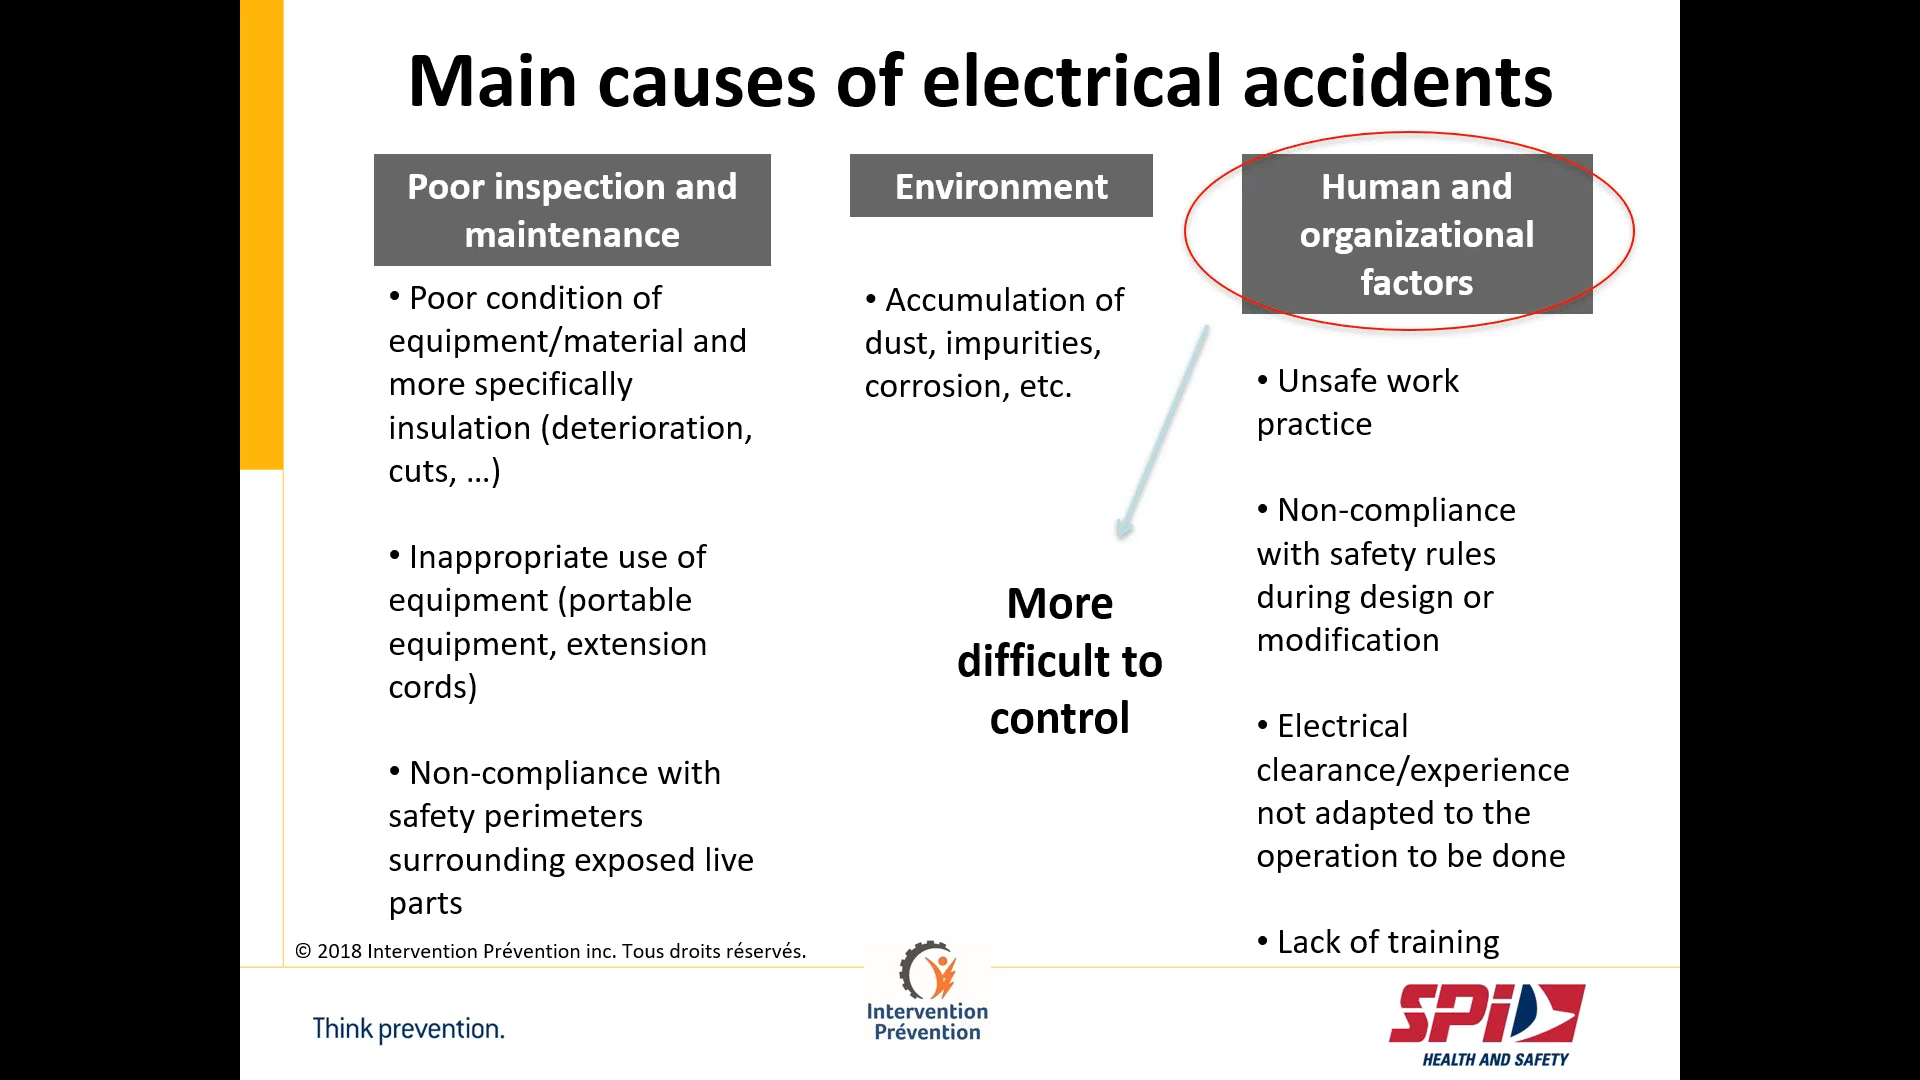 Main causes of electrical accidents
Poor inspection and
maintenance
• Poor condition of
equipment/material and
more specifically
insulation (deterioration,
cuts, ...)
• Inappropriate use of
equipment (portable
equipment, extension
cords)
• Non-compliance with
safety perimeters
surrounding exposed live
parts
Environment
• Accumulation of
dust, impurities,
corrosion, etc.
More
difficult to
control
Human and
organizational
factors
• Unsafe work
practice
• Non-compliance
with safety rules
during design or
modification
• Electrical
clearance/experience
not adapted to the
operation to be done
• Lack of training
© 2018 Intervention Prévention inc. Tous droits réservés.
Think prevention.
Intervention
Prévention
SPi
HEALTH AND SAFETY